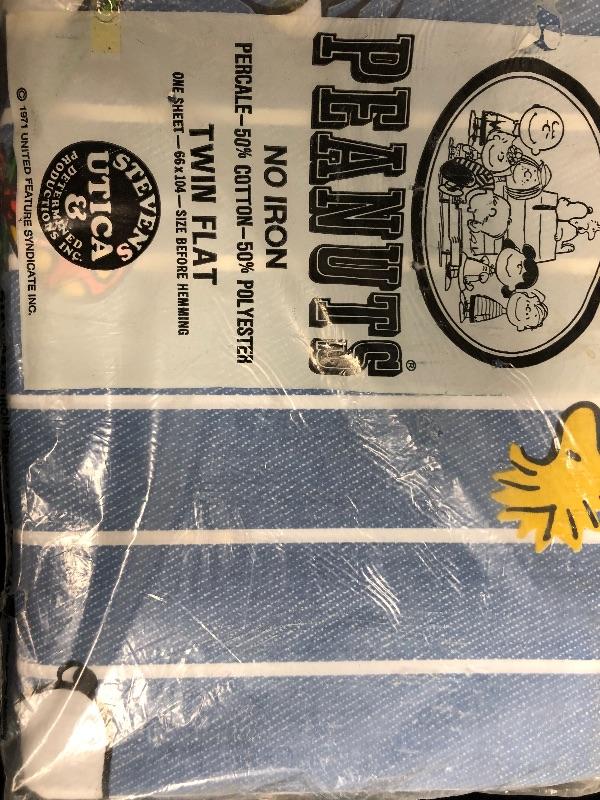 PEANUTS®
NO IRON
PERCALE—50% COTTON—50% POLYESTER
TWIN FLAT
ONE SHEET — 66 x 104 — SIZE BEFORE HEMMING
STEVENS
UTICA
&
DETERMINED
PRODUCTIONS INC.
© 1971 UNITED FEATURE SYNDICATE INC.